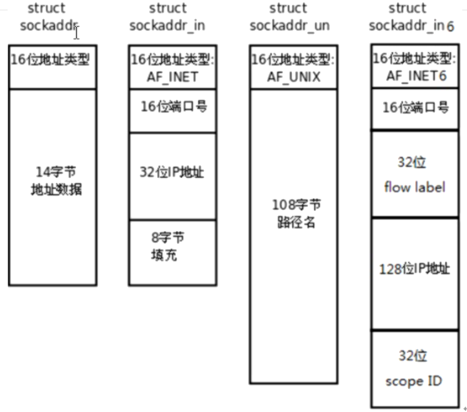 struct
sockaddr
16位地址类型
14字节
地址数据
struct
sockaddr_in
16位地址类型:
AF_INET
16位端口号
32位IP地址
8字节
填充
struct
sockaddr_un
16位地址类型:
AF_UNIX
108字节
路径名
struct
sockaddr_in6
16位地址类型:
AF_INET6
16位端口号
32位
flow label
128位IP地址
32位
scope ID